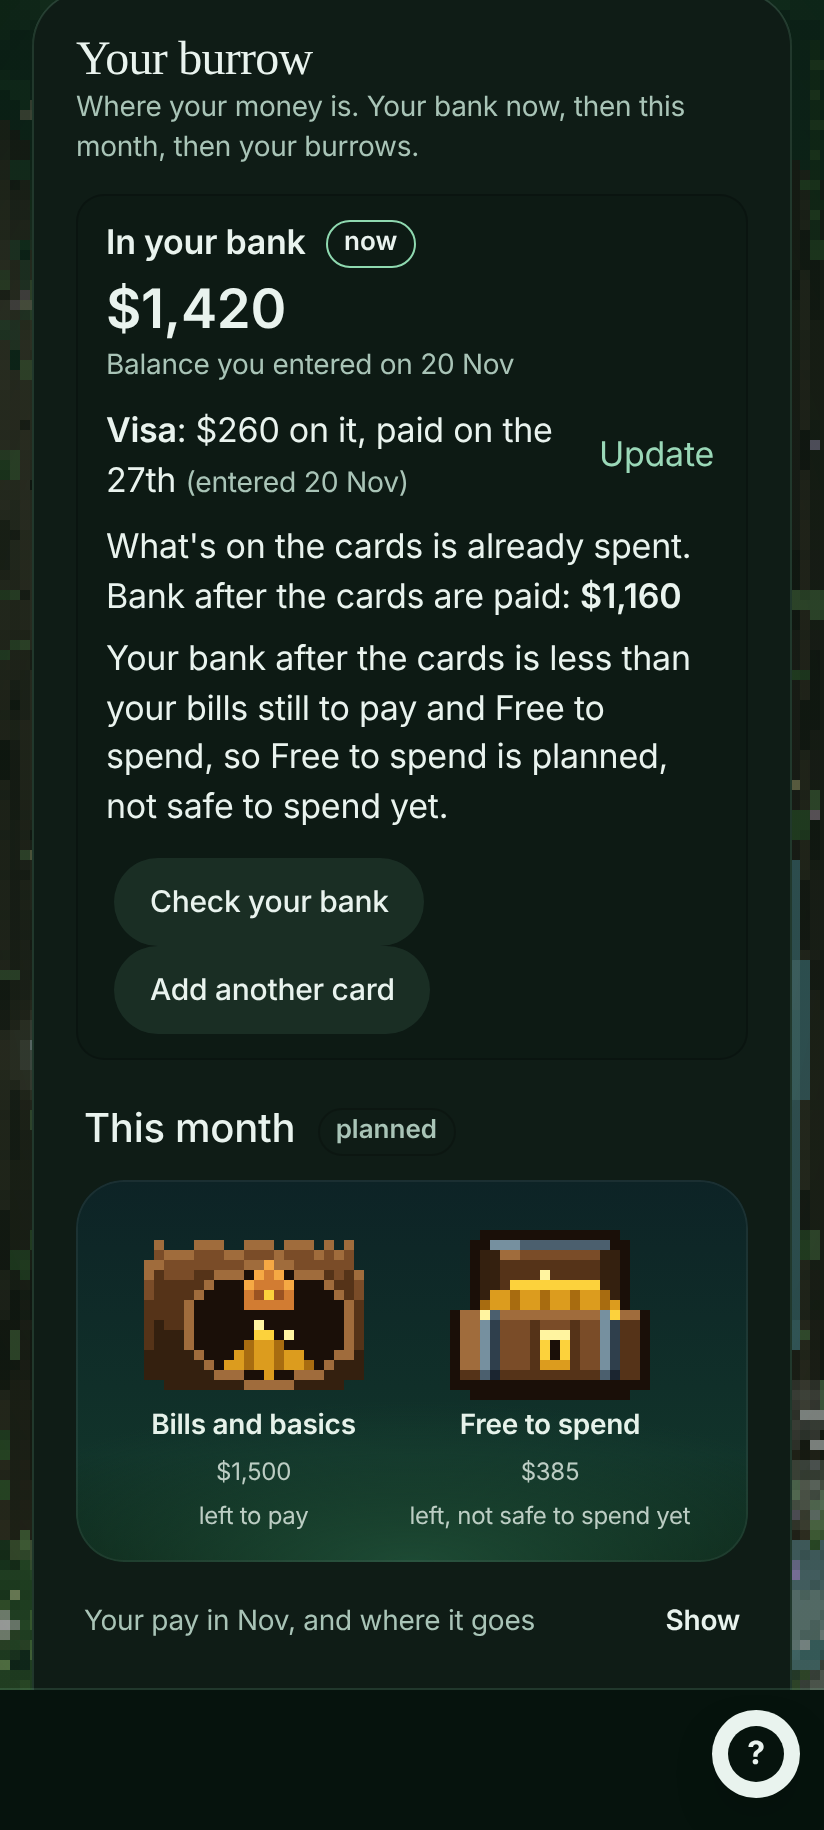 Your burrow
Where your money is. Your bank now, then this
month, then your burrows.
In your bank now
$1,420
Balance you entered on 20 Nov
Visa: $260 on it, paid on the
27th (entered 20 Nov)
Update
What's on the cards is already spent.
Bank after the cards are paid: $1,160
Your bank after the cards is less than
your bills still to pay and Free to
spend, so Free to spend is planned,
not safe to spend yet.
Check your bank
Add another card
This month planned
Bills and basics
$1,500
left to pay
Free to spend
$385
left, not safe to spend yet
Your pay in Nov, and where it goes Show
?